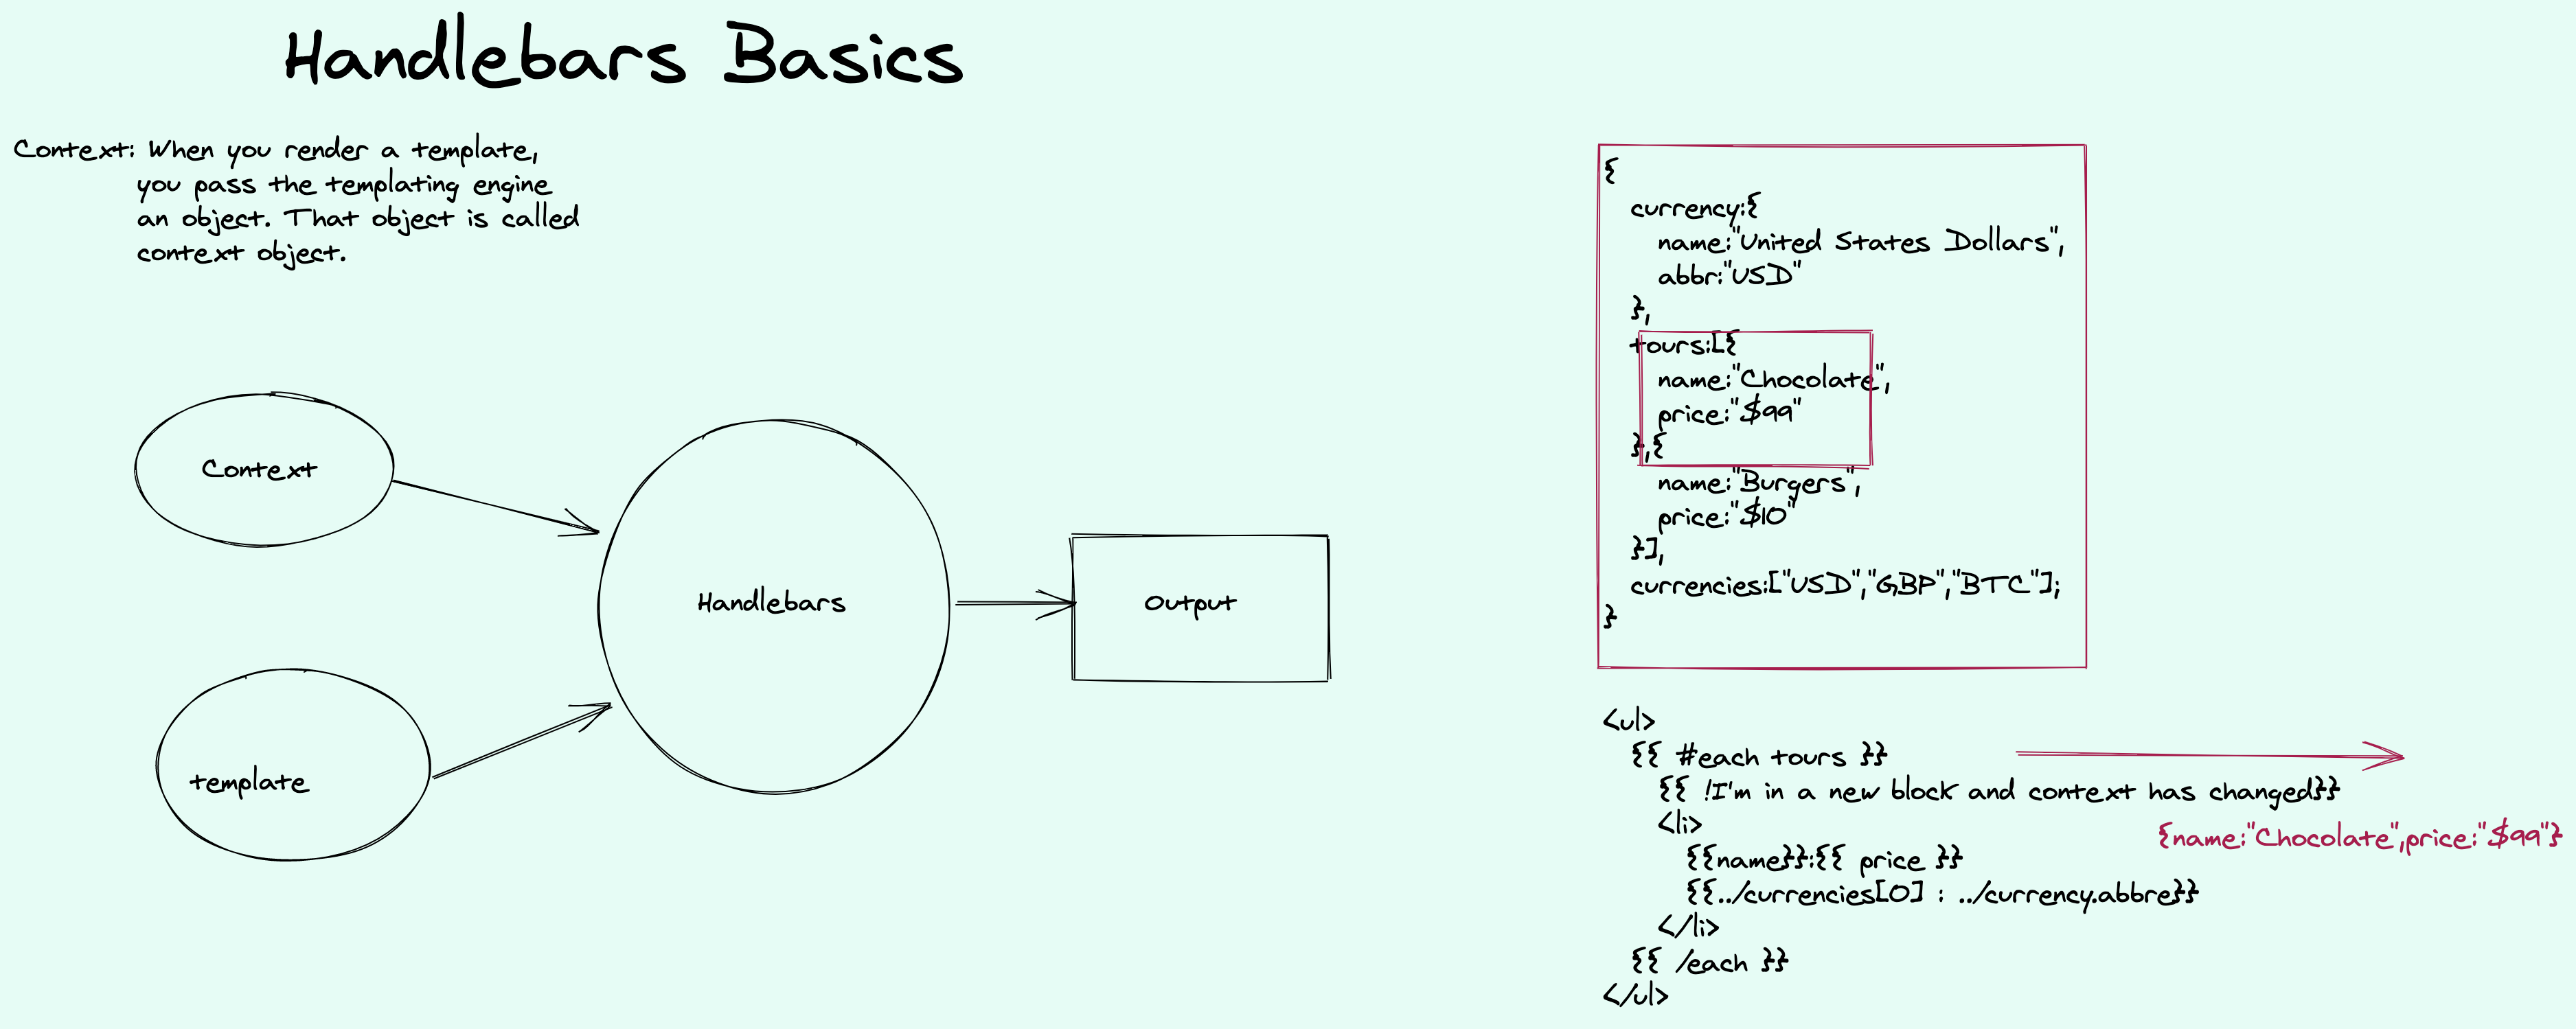 Handlebars Basics
Context: When you render a template,
you pass the templating engine
an object. That object is called
context object.
Context
template
Handlebars
Output
{
currency:{
name:"United States Dollars",
abbr:"USD"
},
tours:[{
name:"Chocolate",
price:"$99"
},{
name:"Burgers",
price:"$10"
}],
currencies:["USD","GBP","BTC"];
}
<ul>
{{ #each tours }}
{{ !I'm in a new block and context has changed}}
<li>
{name:"Chocolate",price:"$99"}
{{name}}:{{ price }}
{{../currencies[0] : ../currency.abbre}}
</li>
{{ /each }}
</ul>